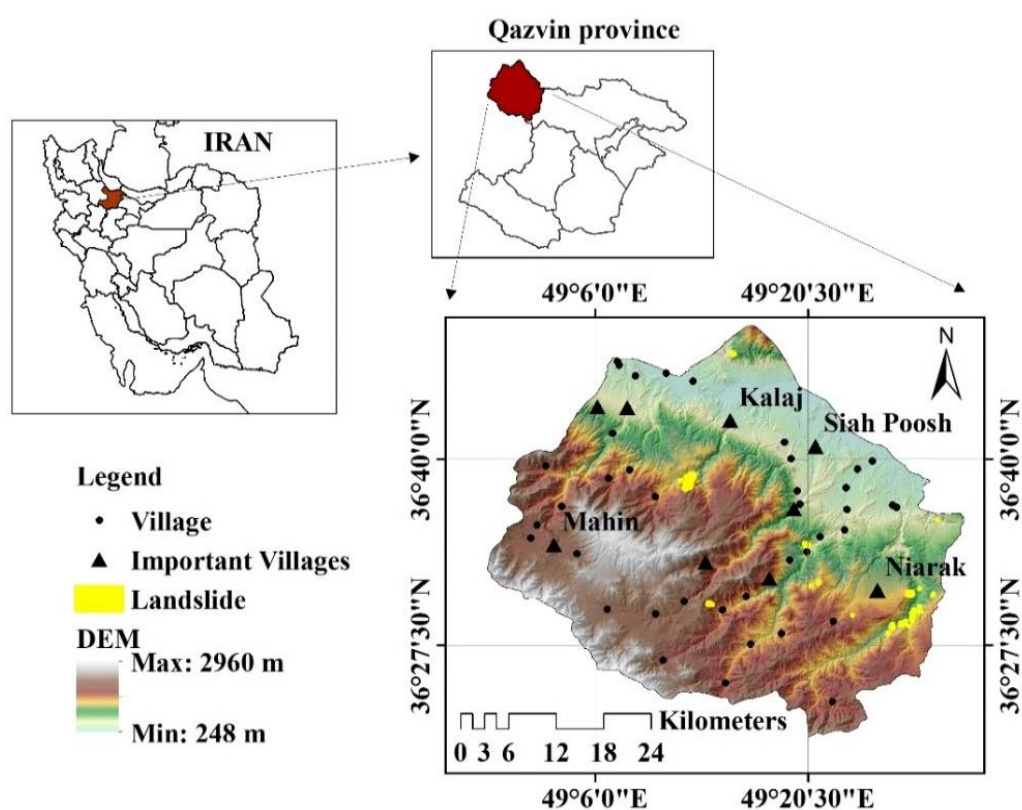 Qazvin province
IRAN
49°6'0"E 49°20'30"E
N
Kalaj
Siah Poosh
36°40'0"N 36°40'0"N
Mahin
Niarak
36°27'30"N 36°27'30"N
Kilometers
0 3 6 12 18 24
49°6'0"E 49°20'30"E
Legend
Village
Important Villages
Landslide
DEM
Max: 2960 m
Min: 248 m